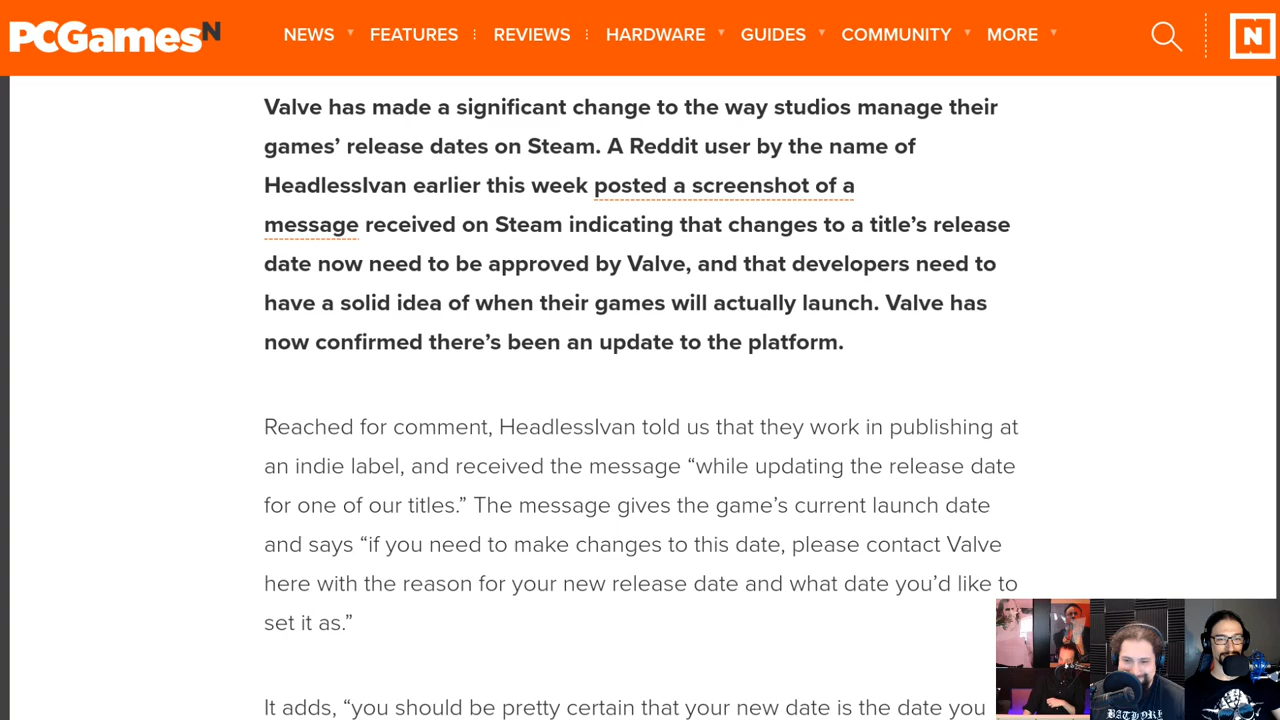 PCGamesN
NEWS FEATURES REVIEWS HARDWARE GUIDES COMMUNITY MORE
N
Valve has made a significant change to the way studios manage their
games’ release dates on Steam. A Reddit user by the name of
HeadlessIvan earlier this week posted a screenshot of a
message received on Steam indicating that changes to a title’s release
date now need to be approved by Valve, and that developers need to
have a solid idea of when their games will actually launch. Valve has
now confirmed there’s been an update to the platform.
Reached for comment, HeadlessIvan told us that they work in publishing at
an indie label, and received the message “while updating the release date
for one of our titles.” The message gives the game’s current launch date
and says “if you need to make changes to this date, please contact Valve
here with the reason for your new release date and what date you’d like to
set it as.”
It adds, “you should be pretty certain that your new date is the date you
BATHORY